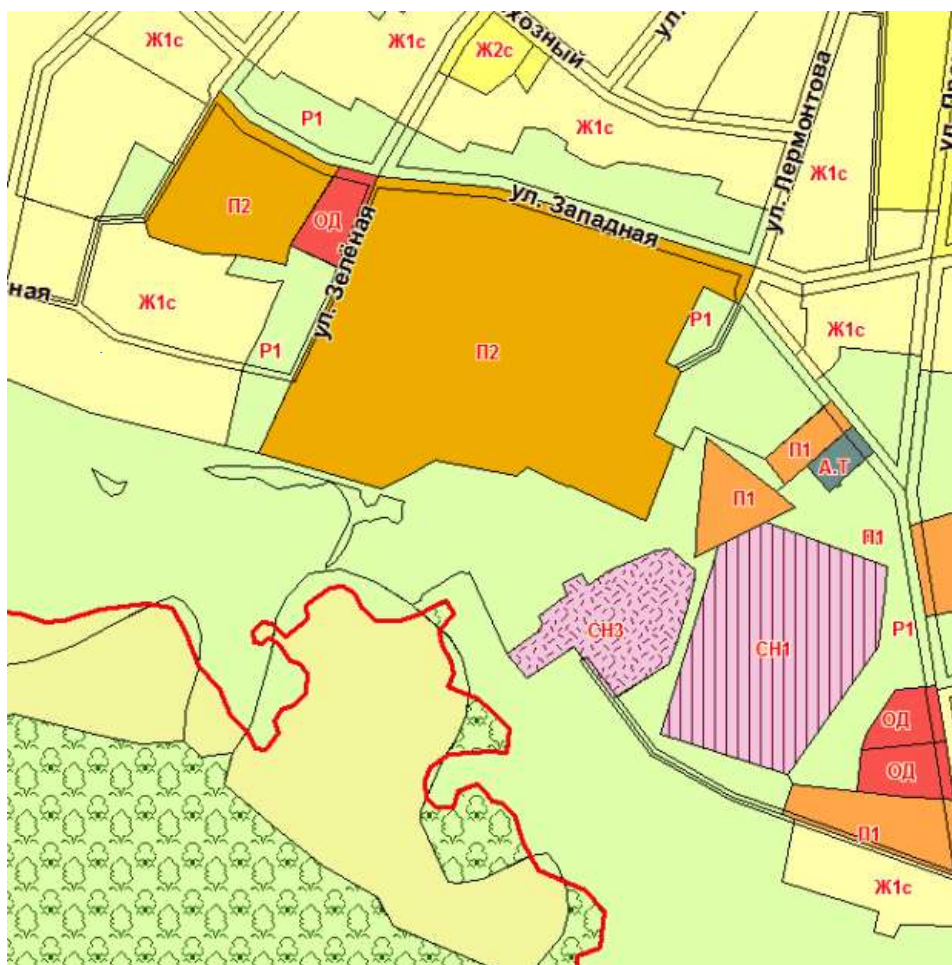 Ж1с
Ж1с
Ж2с
хозный
ул.
ул. Лермонтова
Р1
Ж1с
Ж1с
П2
ОД
ул. Западная
ул. Зелёная
ная
Ж1с
Р1
Ж1с
Р1
П2
П1
А.Т
П1
П1
СН3
СН1
Р1
ОД
ОД
П1
Ж1с